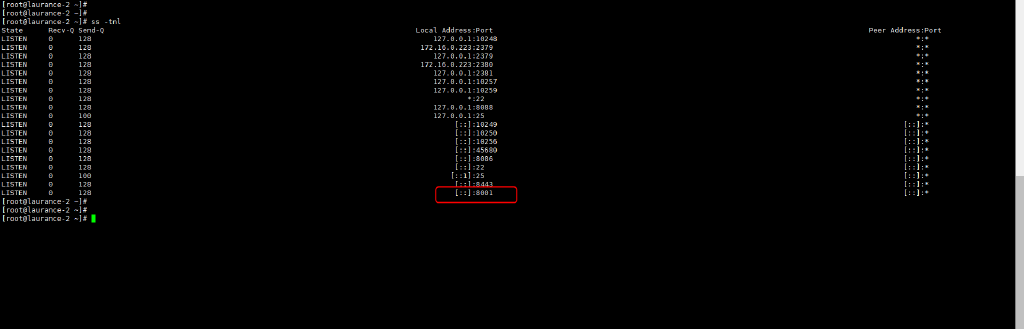 [root@laurance-2 ~]#
[root@laurance-2 ~]#
[root@laurance-2 ~]# ss -tnl
State Recv-Q Send-Q Local Address:Port Peer Address:Port
LISTEN 0 128 127.0.0.1:10248 *:*
LISTEN 0 128 172.16.0.223:2379 *:*
LISTEN 0 128 127.0.0.1:2379 *:*
LISTEN 0 128 172.16.0.223:2380 *:*
LISTEN 0 128 127.0.0.1:2381 *:*
LISTEN 0 128 127.0.0.1:10257 *:*
LISTEN 0 128 127.0.0.1:10259 *:*
LISTEN 0 128 *:22 *:*
LISTEN 0 128 127.0.0.1:8088 *:*
LISTEN 0 100 127.0.0.1:25 *:*
LISTEN 0 128 [::]:10249 [::]:*
LISTEN 0 128 [::]:10250 [::]:*
LISTEN 0 128 [::]:10256 [::]:*
LISTEN 0 128 [::]:45680 [::]:*
LISTEN 0 128 [::]:8086 [::]:*
LISTEN 0 128 [::]:22 [::]:*
LISTEN 0 100 [::1]:25 [::]:*
LISTEN 0 128 [::]:8443 [::]:*
LISTEN 0 128 [::]:8001 [::]:*
[root@laurance-2 ~]#
[root@laurance-2 ~]#
[root@laurance-2 ~]#